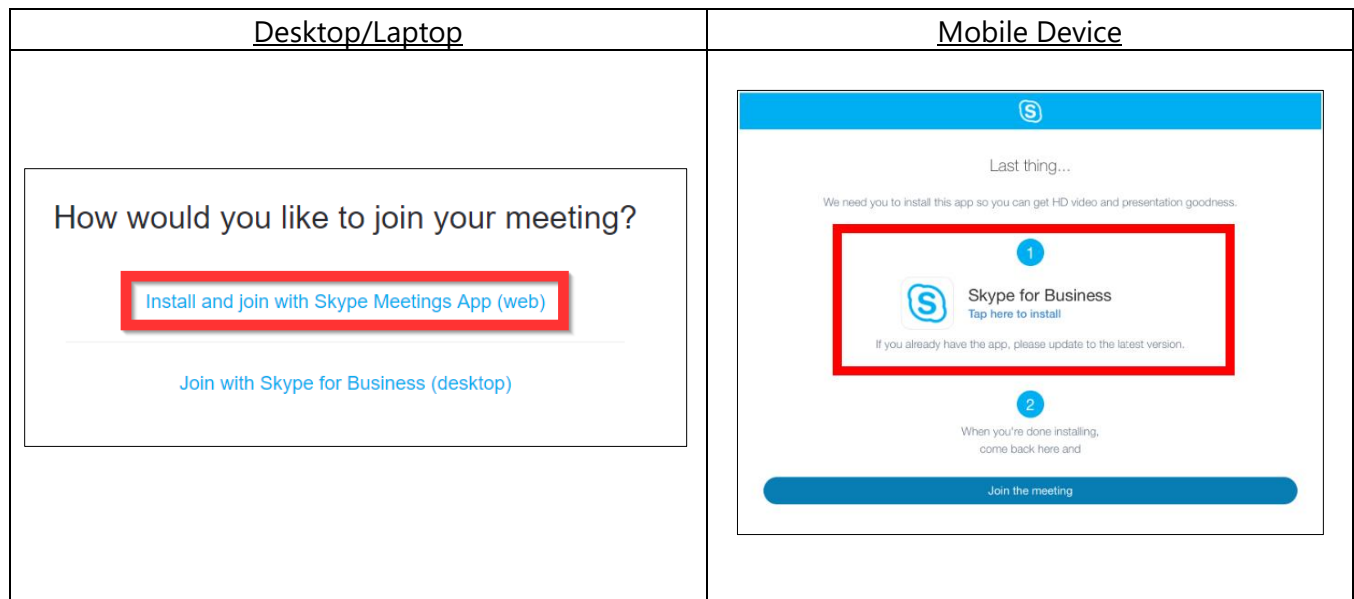 Desktop/Laptop
Mobile Device
How would you like to join your meeting?
Install and join with Skype Meetings App (web)
Join with Skype for Business (desktop)
S
Last thing...
We need you to install this app so you can get HD video and presentation goodness.
1
S
Skype for Business
Tap here to install
If you already have the app, please update to the latest version.
2
When you're done installing,
come back here and
Join the meeting